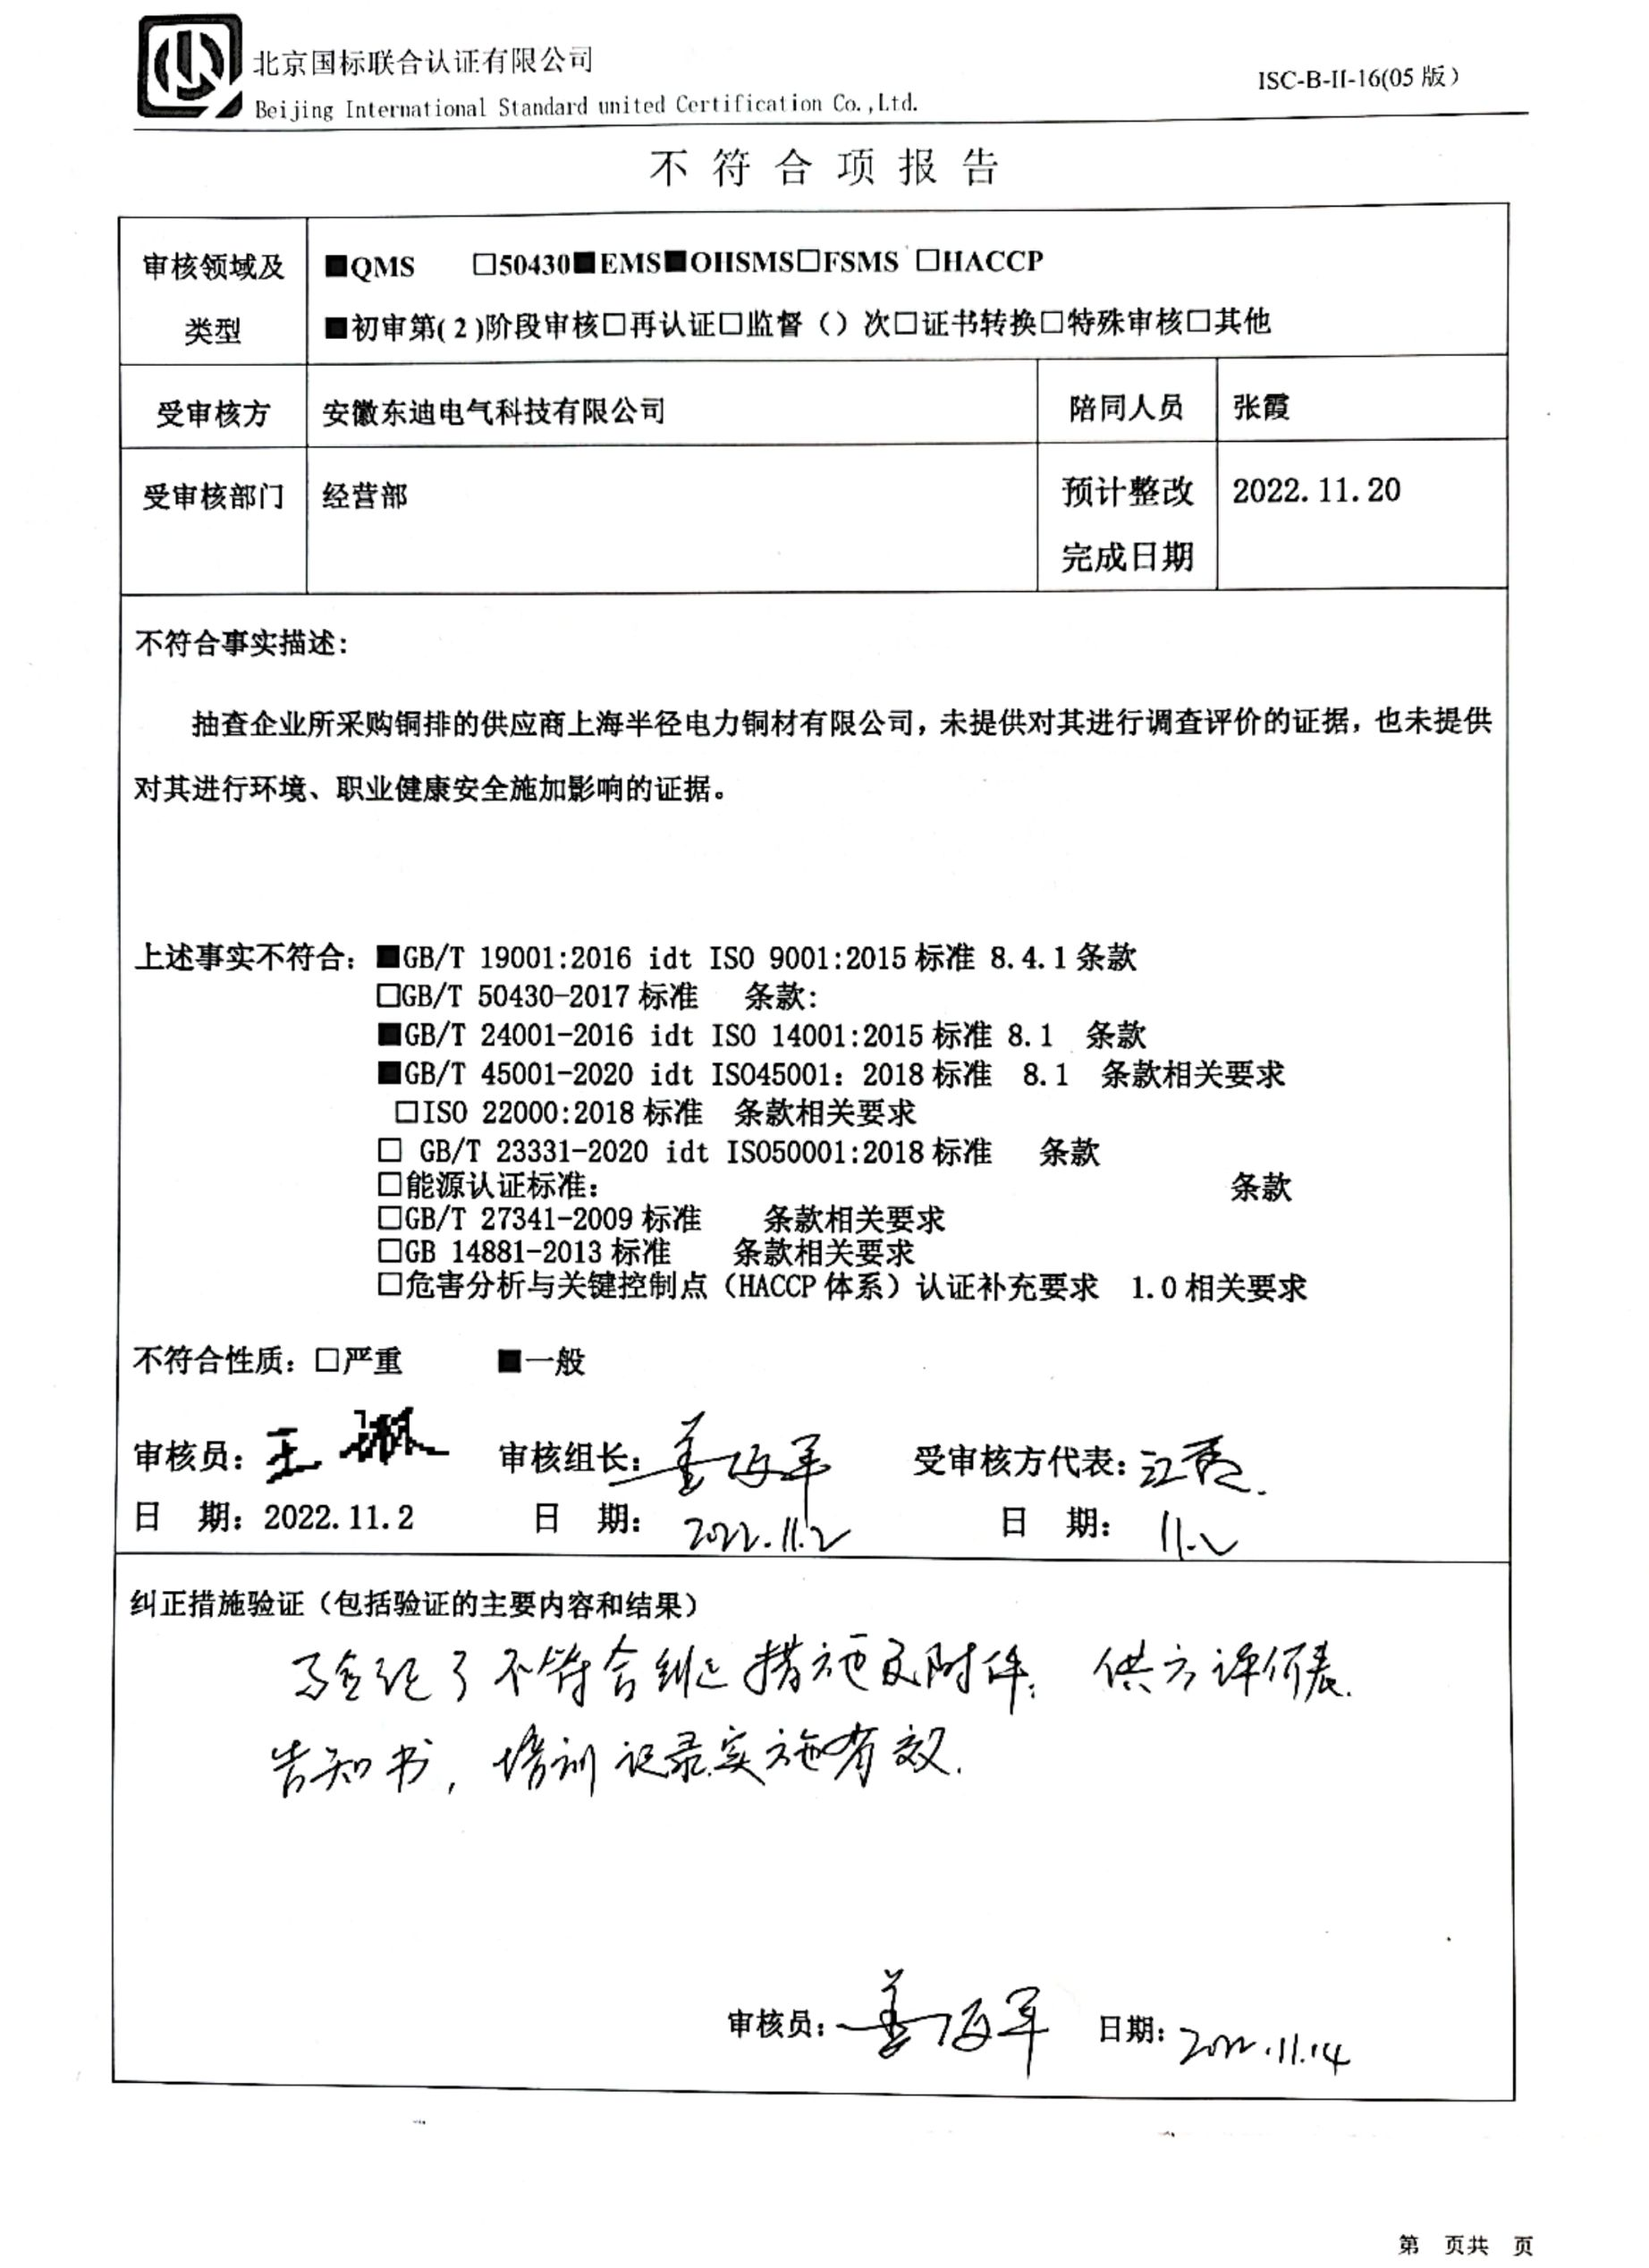 北京国标联合认证有限公司
Beijing International Standard united Certification Co.,Ltd.
ISC-B-II-16(05 版)
不符合项报告
审核领域及类型
■QMS □50430■EMS■OHSMS□FSMS □HACCP
■初审第( 2 )阶段审核□再认证□监督（）次□证书转换□特殊审核□其他
受审核方 安徽东迪电气科技有限公司 陪同人员 张霞
受审核部门 经营部 预计整改完成日期 2022.11.20
不符合事实描述：
抽查企业所采购铜排的供应商上海半径电力铜材有限公司，未提供对其进行调查评价的证据，也未提供
对其进行环境、职业健康安全施加影响的证据。
上述事实不符合：■GB/T 19001:2016 idt ISO 9001:2015 标准 8.4.1 条款
□GB/T 50430-2017 标准 条款：
■GB/T 24001-2016 idt ISO 14001:2015 标准 8.1 条款
■GB/T 45001-2020 idt ISO45001：2018 标准 8.1 条款相关要求
□ISO 22000:2018 标准 条款相关要求
□ GB/T 23331-2020 idt ISO50001:2018 标准 条款
□能源认证标准： 条款
□GB/T 27341-2009 标准 条款相关要求
□GB 14881-2013 标准 条款相关要求
□危害分析与关键控制点（HACCP 体系）认证补充要求 1.0 相关要求
不符合性质：□严重 ■一般
审核员： 审核组长：姜海军 受审核方代表：
日 期：2022.11.2 日 期：2022.11.2 日 期：11.2
纠正措施验证（包括验证的主要内容和结果）
验证了不符合纠正措施及附件：供方评价表.
告知书，培训记录.实施有效.
审核员：姜海军 日期：2022.11.14
第 页共 页